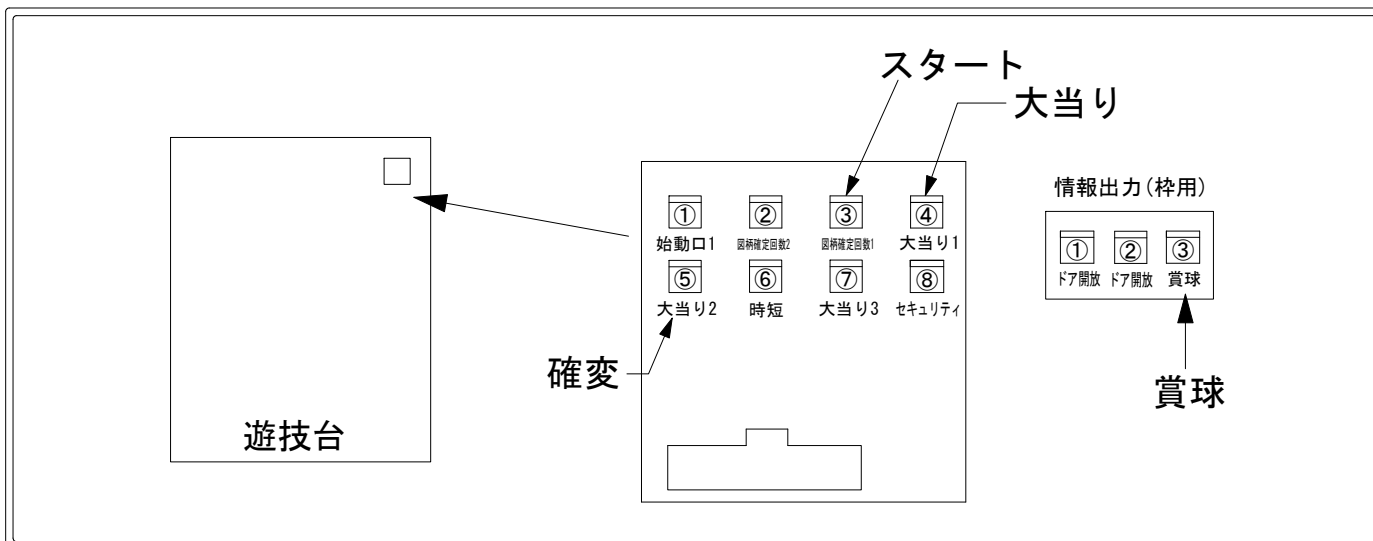 スタート
大当り
情報出力(枠用)
① ② ③ ④
始動口1 図柄確定回数2 図柄確定回数1 大当り1
⑤ ⑥ ⑦ ⑧
大当り2 時短 大当り3 セキュリティ
① ② ③
ドア開放 ドア開放 賞球
確変
賞球
遊技台